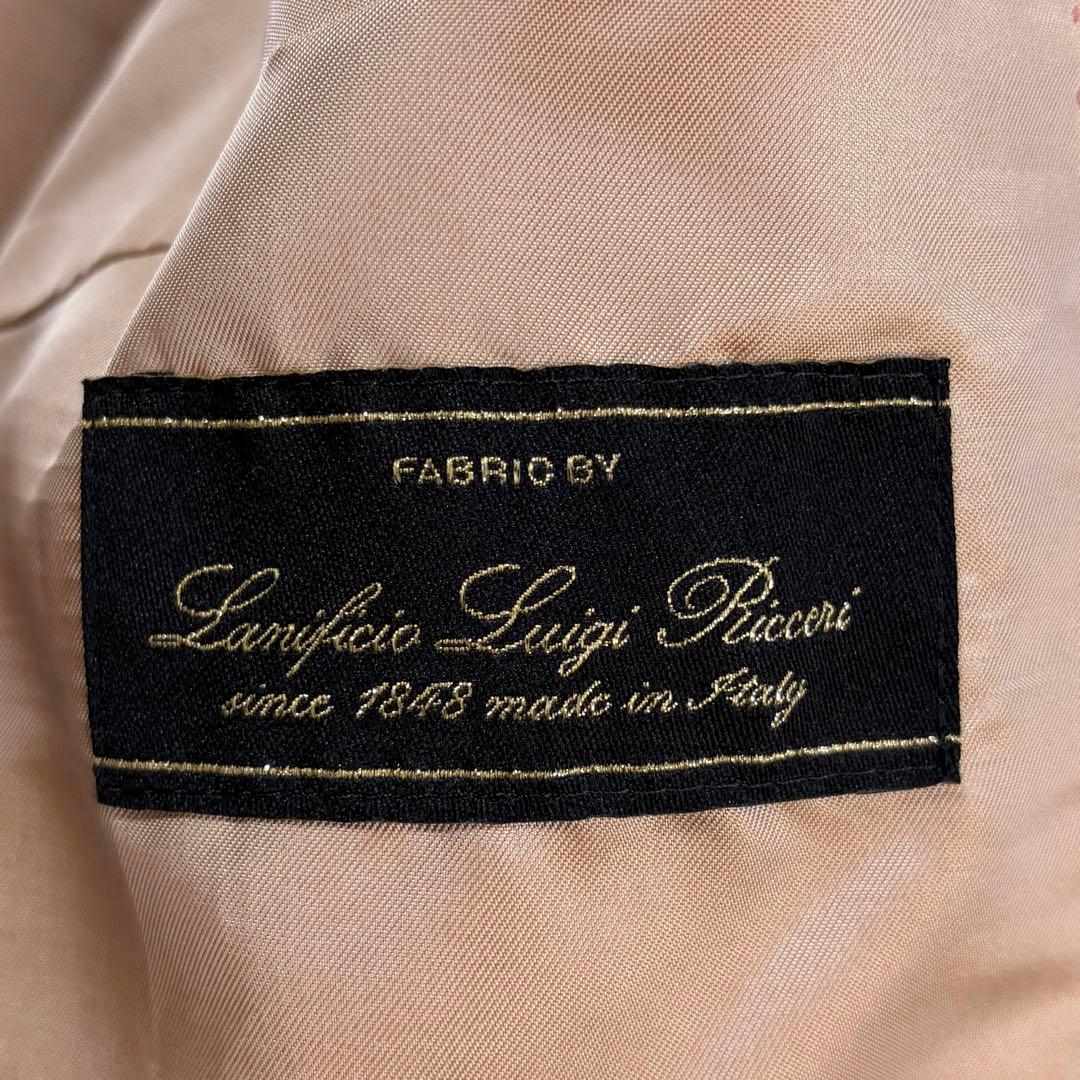 FABRIC BY
Lanificio Luigi Ricceri
since 1848 made in Italy